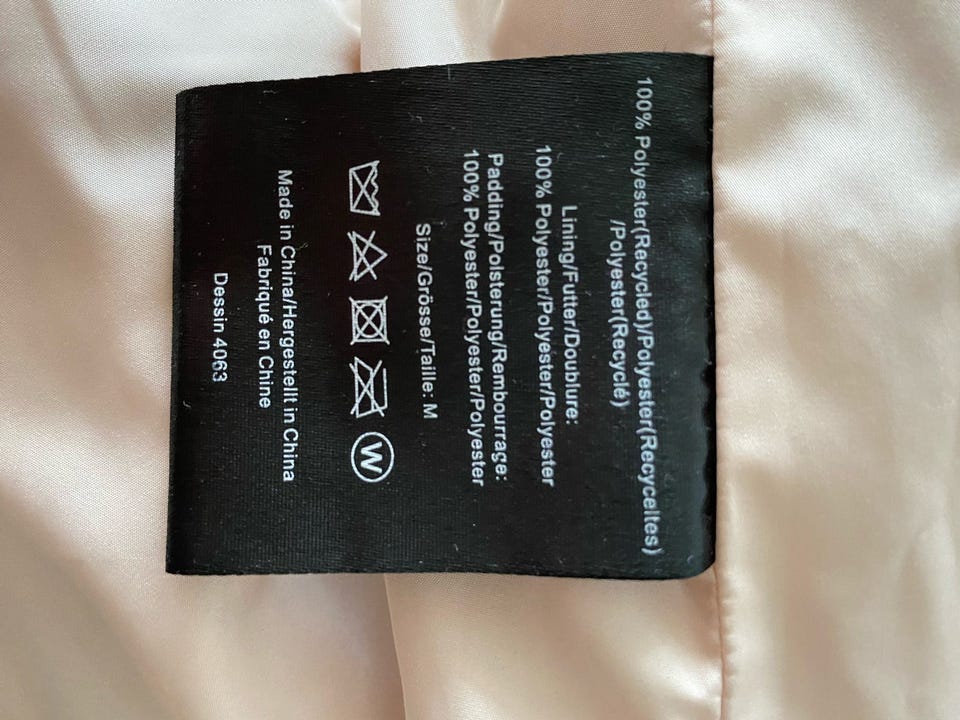 100% Polyester(Recycled)/Polyester(Recyceltes)
/Polyester(Recyclé)
Lining/Futter/Doublure:
100% Polyester/Polyester/Polyester
Padding/Polsterung/Rembourrage:
100% Polyester/Polyester/Polyester
Size/Grösse/Taille: M
W
Made in China/Hergestellt in China
Fabriqué en Chine
Dessin 4063